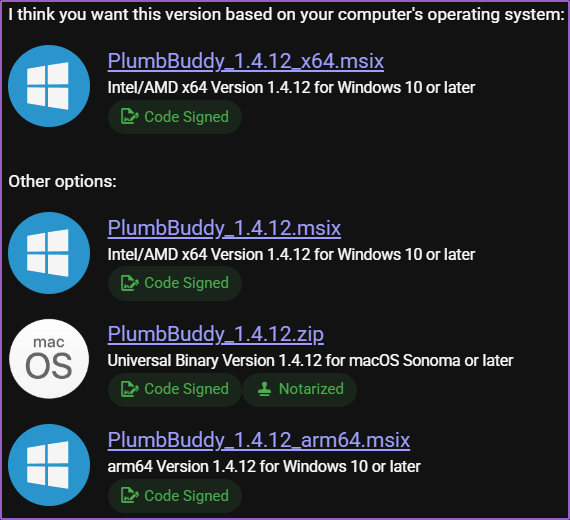 I think you want this version based on your computer's operating system:
PlumbBuddy_1.4.12_x64.msix
Intel/AMD x64 Version 1.4.12 for Windows 10 or later
Code Signed
Other options:
PlumbBuddy_1.4.12.msix
Intel/AMD x64 Version 1.4.12 for Windows 10 or later
Code Signed
mac
OS
PlumbBuddy_1.4.12.zip
Universal Binary Version 1.4.12 for macOS Sonoma or later
Code Signed Notarized
PlumbBuddy_1.4.12_arm64.msix
arm64 Version 1.4.12 for Windows 10 or later
Code Signed